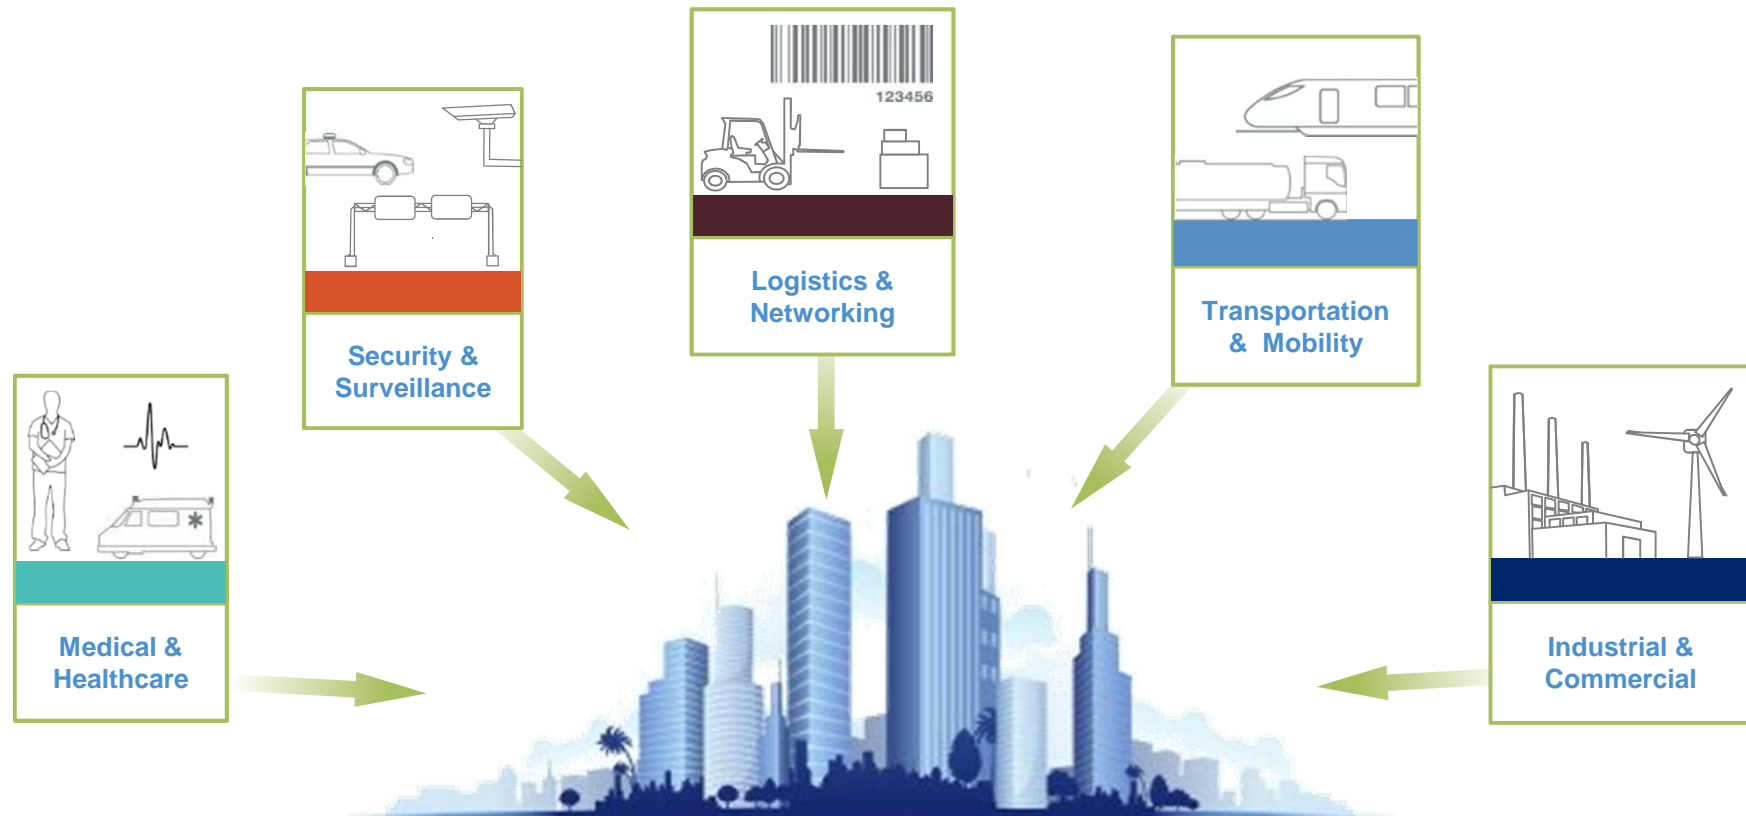 123456
Logistics &
Networking
Transportation
& Mobility
Security &
Surveillance
Medical &
Healthcare
Industrial &
Commercial